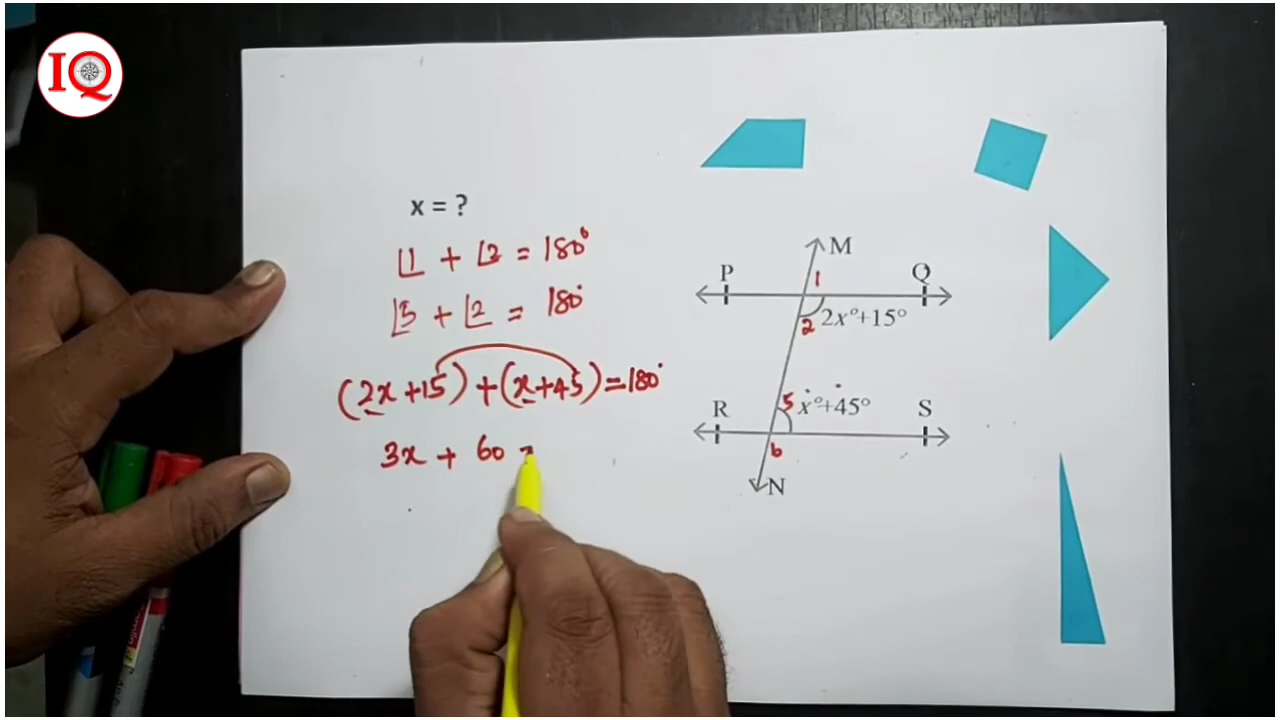 IQ
x = ?
∠1 + ∠2 = 180°
∠5 + ∠2 = 180°
(2x +15) + (x+45) = 180°
3x + 60 =
M
P
1
Q
2
2x°+15°
R
5
x°+45°
S
6
N